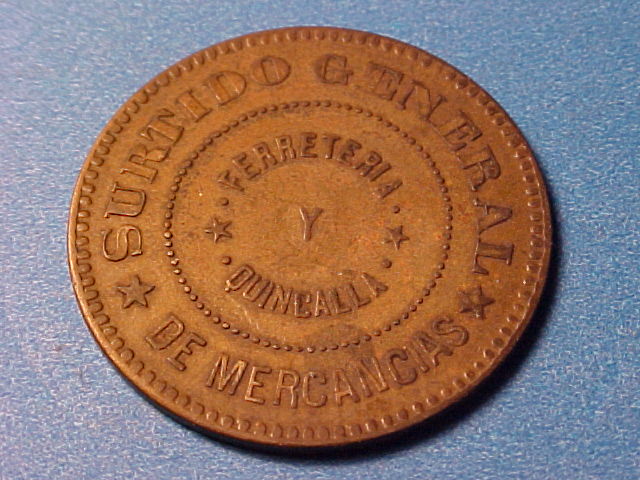 SURTIDO GENERAL
DE MERCANCIAS
FERRETERIA
Y
QUINCALLA